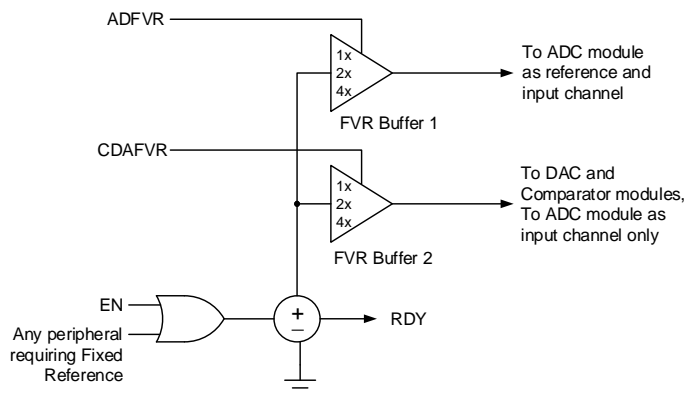 ADFVR
1x
2x
4x
To ADC module
as reference and
input channel
FVR Buffer 1
CDAFVR
1x
2x
4x
To DAC and
Comparator modules,
To ADC module as
input channel only
FVR Buffer 2
EN
+
−
RDY
Any peripheral
requiring Fixed
Reference